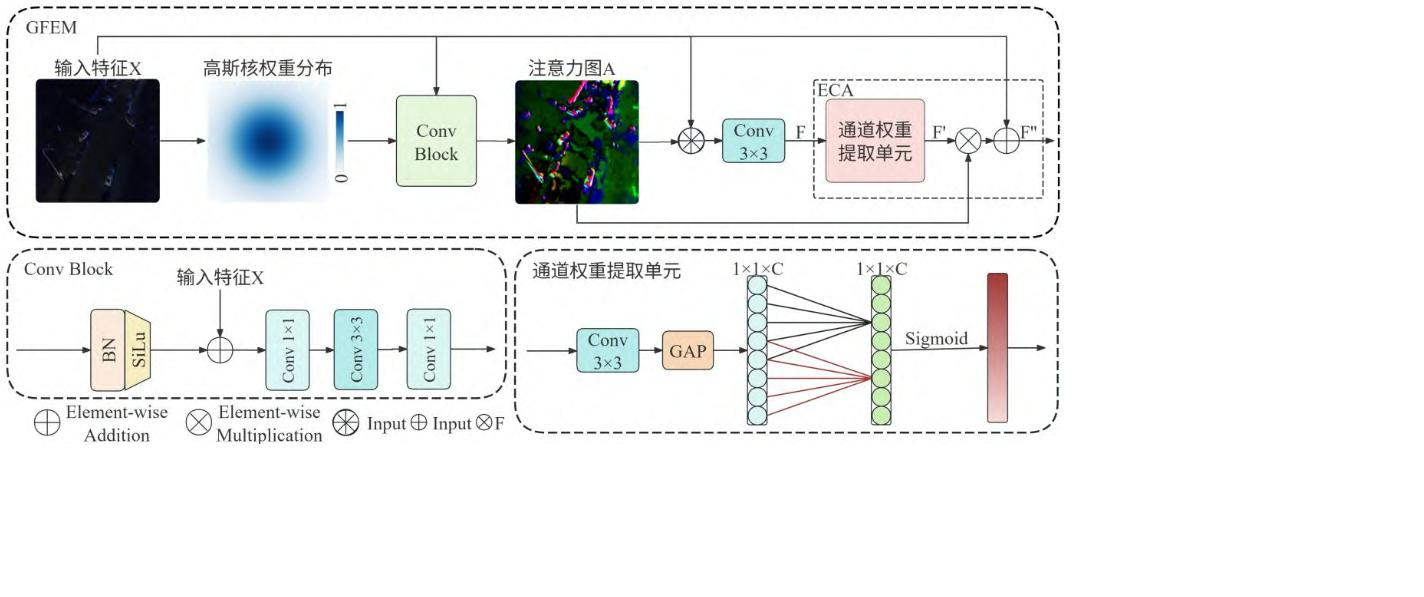 GFEM
输入特征X
高斯核权重分布
1
0
Conv
Block
注意力图A
Conv
3×3
F
ECA
通道权重
提取单元
F'
F"
Conv Block
输入特征X
BN
SiLu
Conv 1×1
Conv 3×3
Conv 1×1
Element-wise
Addition
Element-wise
Multiplication
Input ⊕ Input ⊗ F
通道权重提取单元
Conv
3×3
GAP
1×1×C
1×1×C
Sigmoid